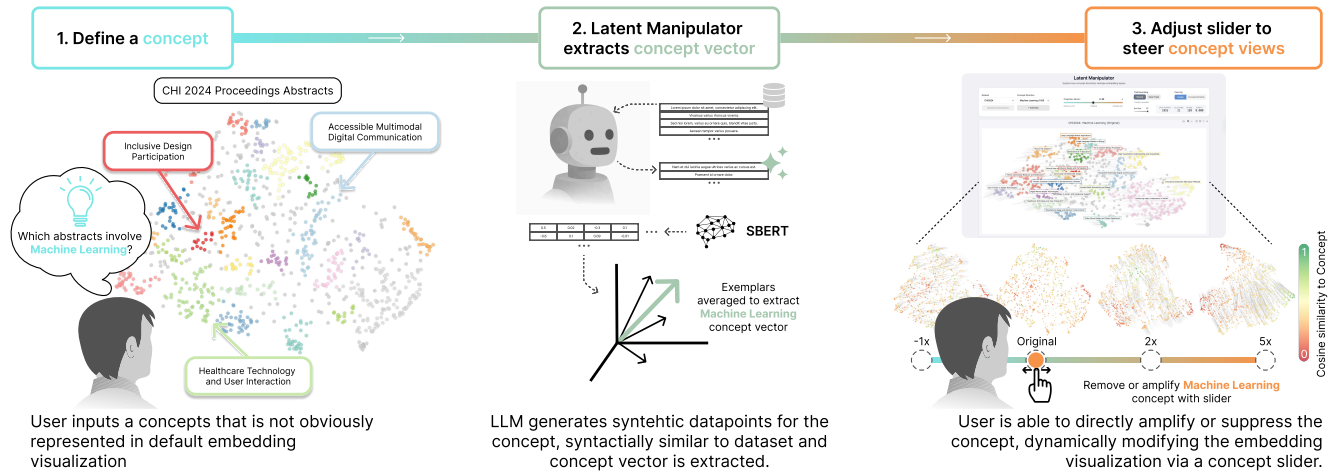 1. Define a concept
2. Latent Manipulator
extracts concept vector
3. Adjust slider to
steer concept views
CHI 2024 Proceedings Abstracts
Inclusive Design
Participation
Accessible Multimodal
Digital Communication
Which abstracts involve
Machine Learning?
Healthcare Technology
and User Interaction
User inputs a concepts that is not obviously
represented in default embedding
visualization
SBERT
Exemplars
averaged to extract
Machine Learning
concept vector
LLM generates syntehtic datapoints for the
concept, syntactially similar to dataset and
concept vector is extracted.
Latent Manipulator
1
0
Cosine similarity to Concept
-1x
Original
2x
5x
Remove or amplify Machine Learning
concept with slider
User is able to directly amplify or suppress the
concept, dynamically modifying the embedding
visualization via a concept slider.